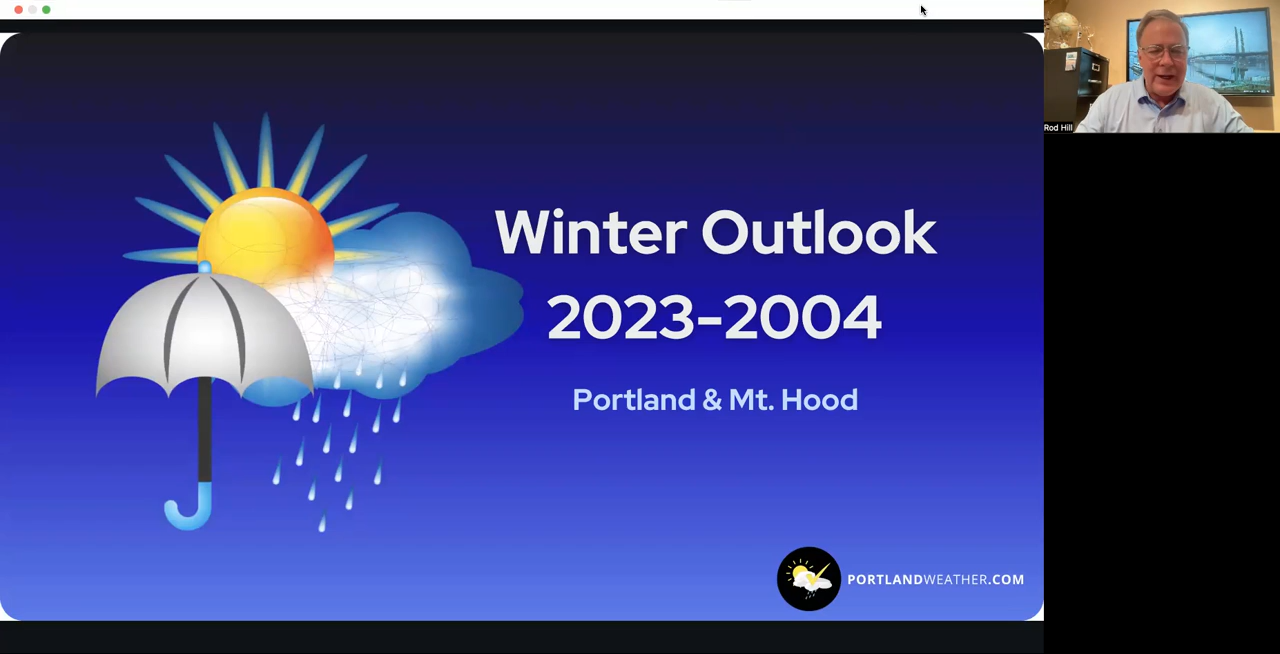 Winter Outlook
2023-2004
Portland & Mt. Hood
PORTLANDWEATHER.COM
Rod Hill